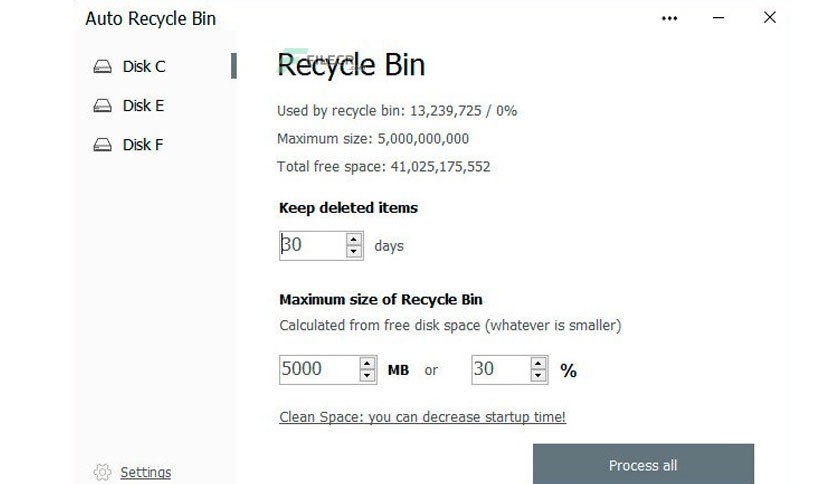 Auto Recycle Bin
Disk C
Disk E
Disk F
Settings
Recycle Bin
Used by recycle bin: 13,239,725 / 0%
Maximum size: 5,000,000,000
Total free space: 41,025,175,552
Keep deleted items
30 days
Maximum size of Recycle Bin
Calculated from free disk space (whatever is smaller)
5000 MB or 30 %
Clean Space: you can decrease startup time!
Process all